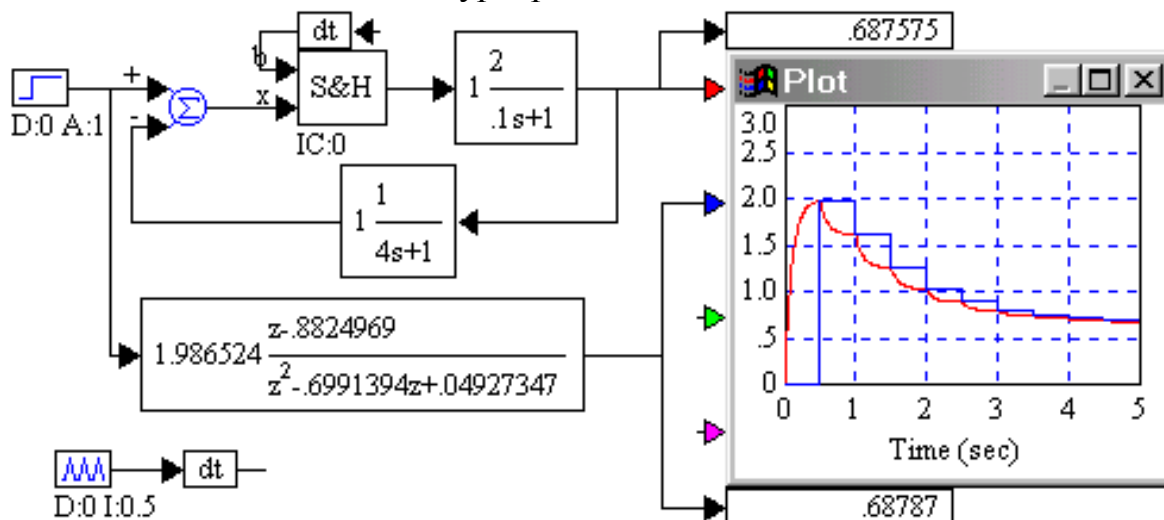 dt
.687575
b
+
x
S&H
1 2
.1s+1
Plot
Σ
-
D:0 A:1
IC:0
3.0
2.5
2.0
1.5
1.0
.5
0
0 1 2 3 4 5
Time (sec)
1 1
4s+1
1.986524 z-.8824969
z²-.6991394z+.04927347
dt
D:0 I:0.5
.68787